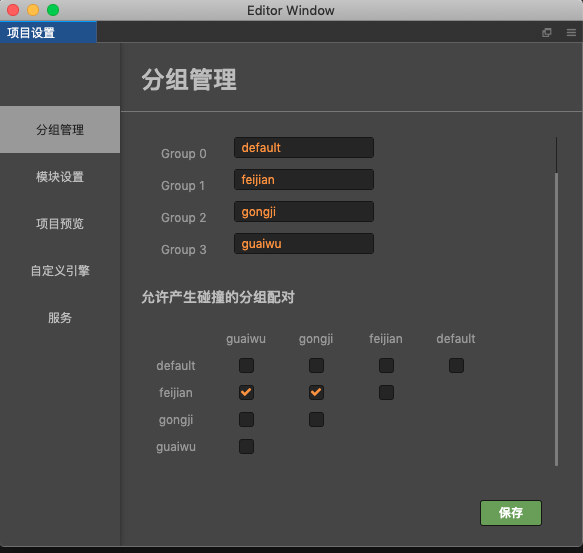 Editor Window
项目设置
分组管理
分组管理
模块设置
项目预览
自定义引擎
服务
Group 0 default
Group 1 feijian
Group 2 gongji
Group 3 guaiwu
允许产生碰撞的分组配对
guaiwu gongji feijian default
default
feijian
gongji
guaiwu
保存